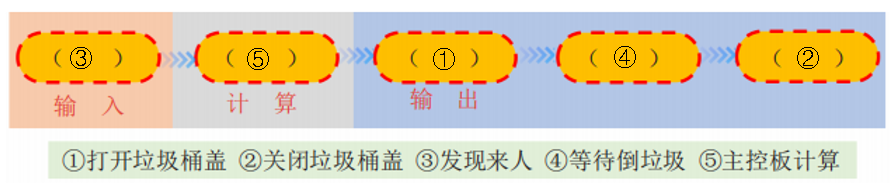 （③） （⑤） （①） （④） （②）
输 入 计 算 输 出
①打开垃圾桶盖 ②关闭垃圾桶盖 ③发现来人 ④等待倒垃圾 ⑤主控板计算